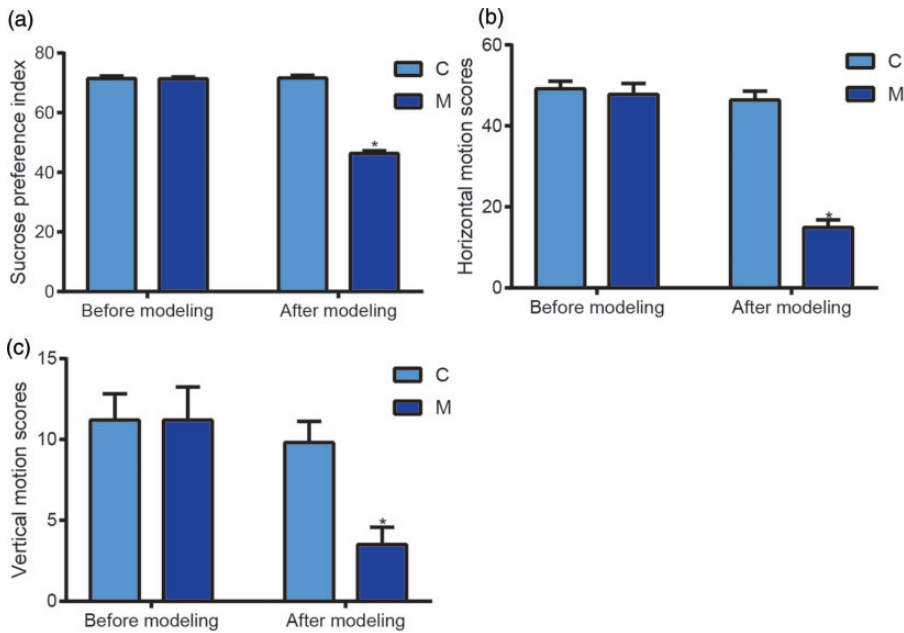 (a)
Sucrose preference index
80
60
40
20
0
*
C
M
Before modeling
After modeling
(b)
Horizontal motion scores
60
40
20
0
*
C
M
Before modeling
After modeling
(c)
Vertical motion scores
15
10
5
0
*
C
M
Before modeling
After modeling